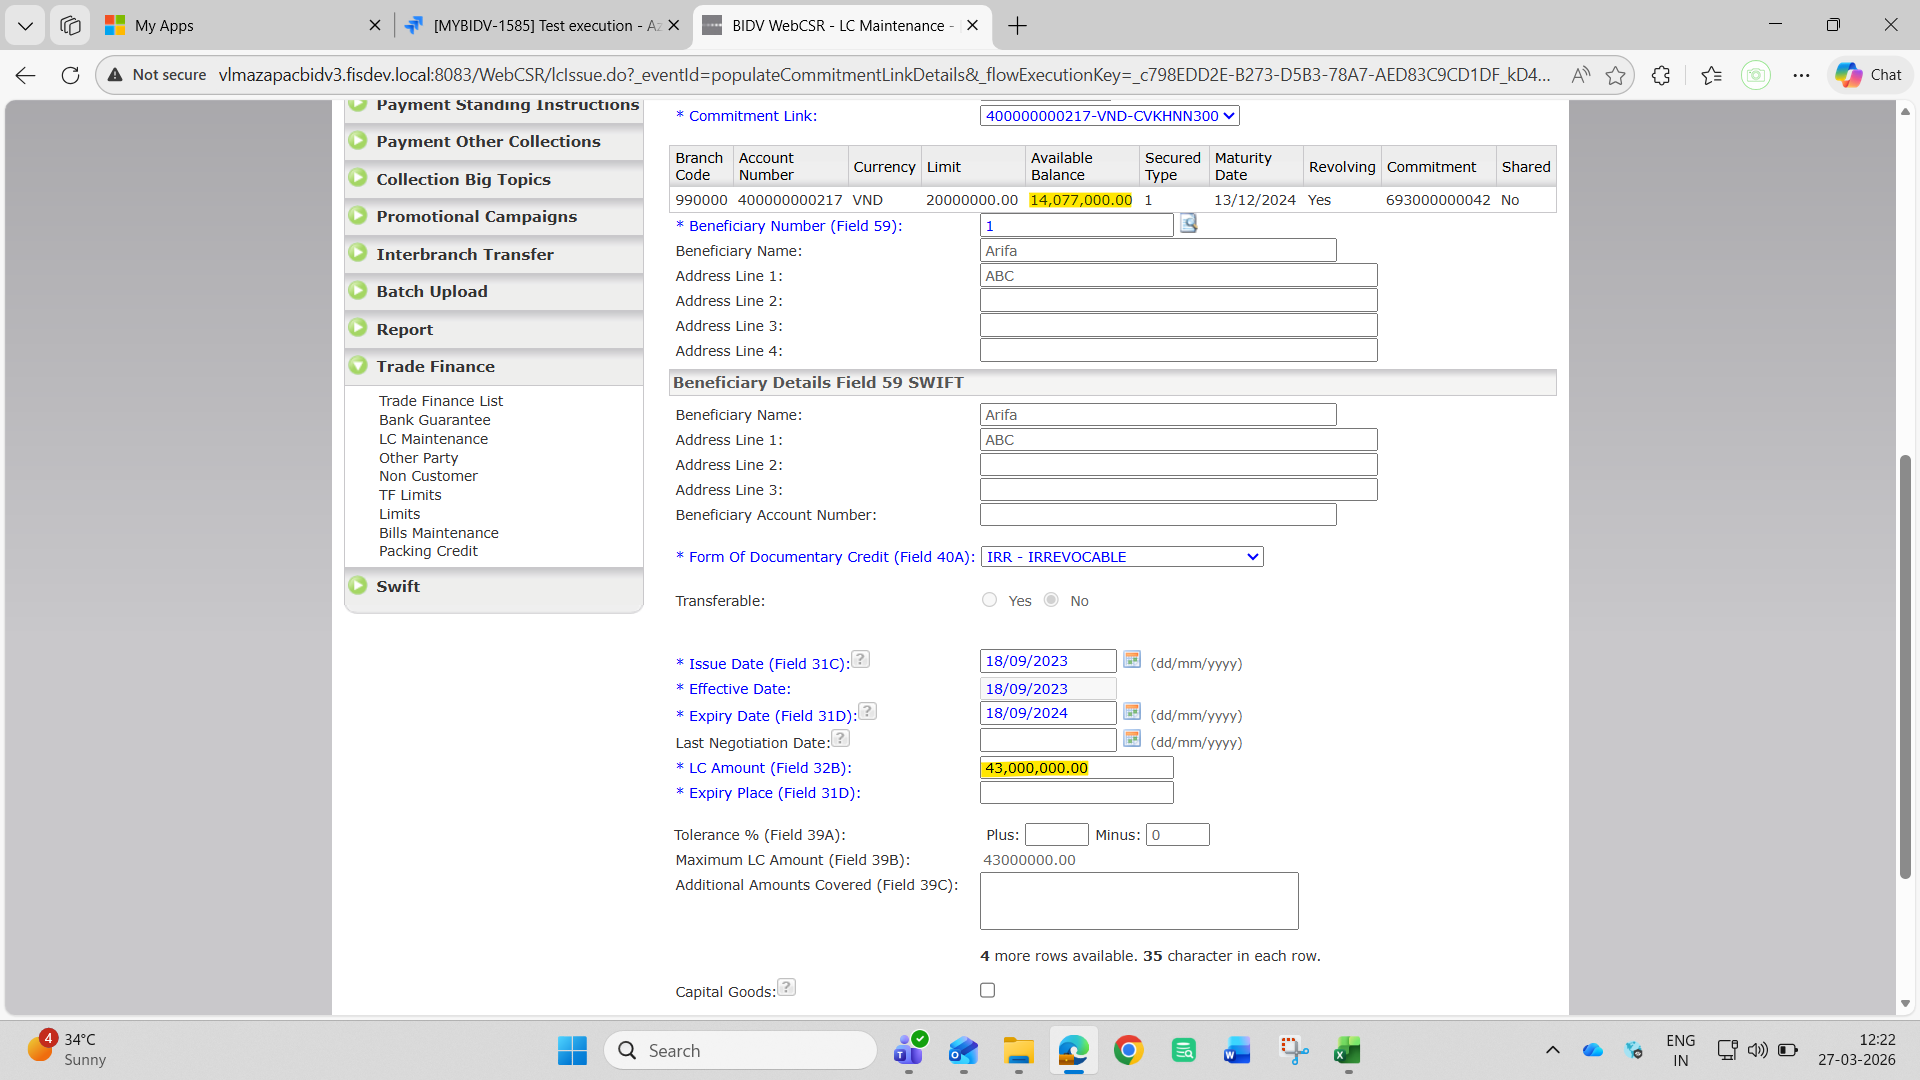 My Apps
[MYBIDV-1585] Test execution - Az
BIDV WebCSR - LC Maintenance -
Not secure
vlmazapacbidv3.fisdev.local:8083/WebCSR/lcIssue.do?_eventId=populateCommitmentLinkDetails&_flowExecutionKey=_c798EDD2E-B273-D5B3-78A7-AED83C9CD1DF_kD4...
Chat
Payment Standing Instructions
Payment Other Collections
Collection Big Topics
Promotional Campaigns
Interbranch Transfer
Batch Upload
Report
Trade Finance
Trade Finance List
Bank Guarantee
LC Maintenance
Other Party
Non Customer
TF Limits
Limits
Bills Maintenance
Packing Credit
Swift
* Commitment Link: 400000000217-VND-CVKHNN300
Branch Code Account Number Currency Limit Available Balance Secured Type Maturity Date Revolving Commitment Shared
990000 400000000217 VND 20000000.00 14,077,000.00 1 13/12/2024 Yes 693000000042 No
* Beneficiary Number (Field 59): 1
Beneficiary Name: Arifa
Address Line 1: ABC
Address Line 2:
Address Line 3:
Address Line 4:
Beneficiary Details Field 59 SWIFT
Beneficiary Name: Arifa
Address Line 1: ABC
Address Line 2:
Address Line 3:
Beneficiary Account Number:
* Form Of Documentary Credit (Field 40A): IRR - IRREVOCABLE
Transferable: Yes No
* Issue Date (Field 31C): ? 18/09/2023 (dd/mm/yyyy)
* Effective Date: 18/09/2023
* Expiry Date (Field 31D): ? 18/09/2024 (dd/mm/yyyy)
Last Negotiation Date: ? (dd/mm/yyyy)
* LC Amount (Field 32B): 43,000,000.00
* Expiry Place (Field 31D):
Tolerance % (Field 39A): Plus: Minus: 0
Maximum LC Amount (Field 39B): 43000000.00
Additional Amounts Covered (Field 39C):
4 more rows available. 35 character in each row.
Capital Goods: ?
4
34°C
Sunny
Search
ENG
IN
12:22
27-03-2026